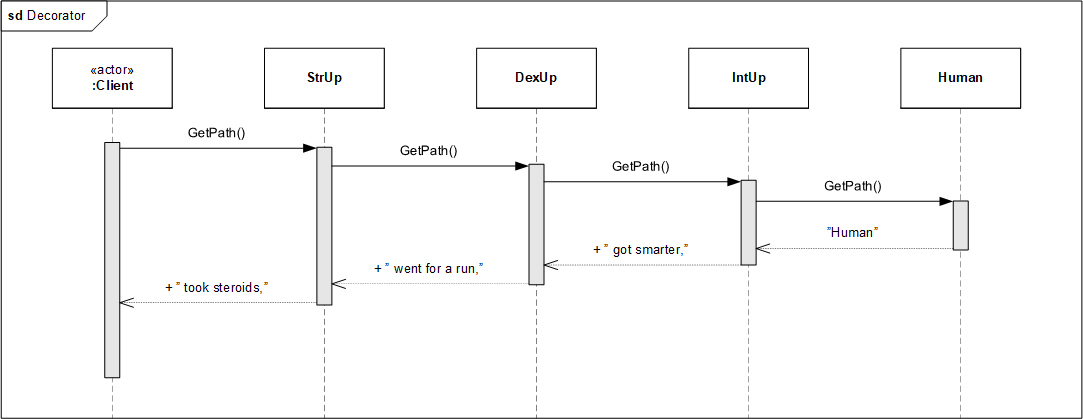 sd Decorator
«actor»
:Client
StrUp
DexUp
IntUp
Human
GetPath()
GetPath()
GetPath()
GetPath()
”Human”
+ ” got smarter,”
+ ” went for a run,”
+ ” took steroids,”